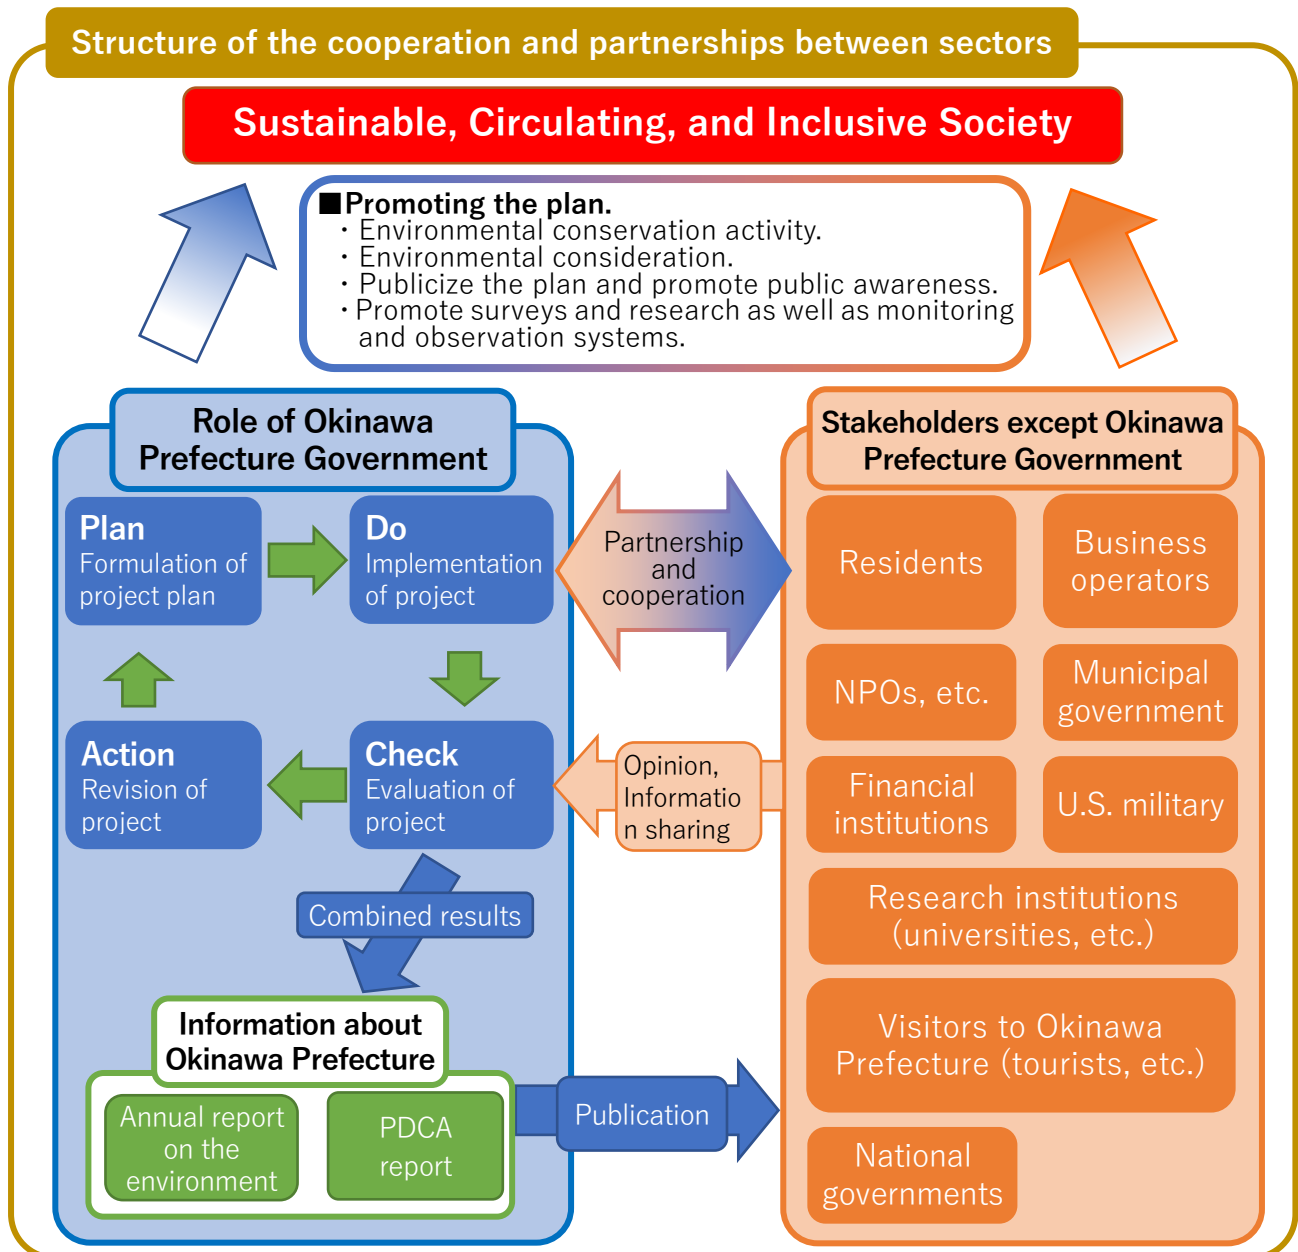 Structure of the cooperation and partnerships between sectors
Sustainable, Circulating, and Inclusive Society
■Promoting the plan.
・Environmental conservation activity.
・Environmental consideration.
・Publicize the plan and promote public awareness.
・Promote surveys and research as well as monitoring
and observation systems.
Role of Okinawa
Prefecture Government
Plan
Formulation of
project plan
Do
Implementation
of project
Action
Revision of
project
Check
Evaluation of
project
Combined results
Information about
Okinawa Prefecture
Annual report
on the
environment
PDCA
report
Partnership
and
cooperation
Opinion,
Informatio
n sharing
Publication
Stakeholders except Okinawa
Prefecture Government
Residents
Business
operators
NPOs, etc.
Municipal
government
Financial
institutions
U.S. military
Research institutions
(universities, etc.)
Visitors to Okinawa
Prefecture (tourists, etc.)
National
governments